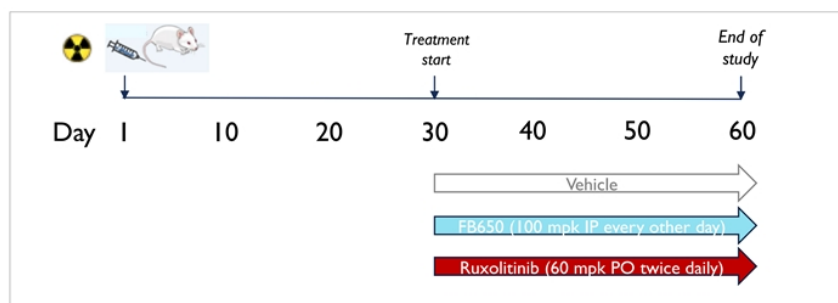 Treatment
start
End of
study
Day 1 10 20 30 40 50 60
Vehicle
FB650 (100 mpk IP every other day)
Ruxolitinib (60 mpk PO twice daily)